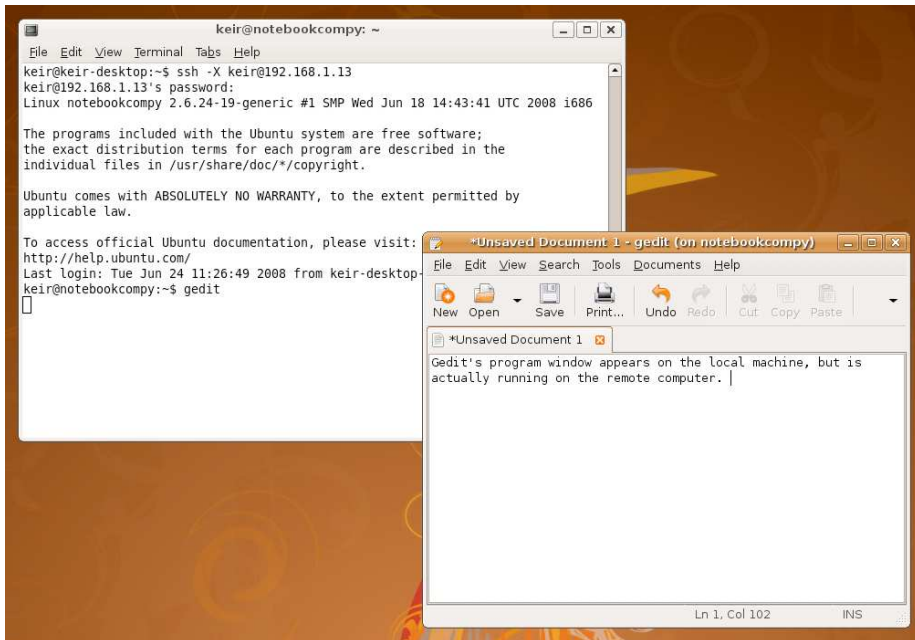 keir@notebookcompy: ~
File Edit View Terminal Tabs Help
keir@keir-desktop:~$ ssh -X keir@192.168.1.13
keir@192.168.1.13's password:
Linux notebookcompy 2.6.24-19-generic #1 SMP Wed Jun 18 14:43:41 UTC 2008 i686
The programs included with the Ubuntu system are free software;
the exact distribution terms for each program are described in the
individual files in /usr/share/doc/*/copyright.
Ubuntu comes with ABSOLUTELY NO WARRANTY, to the extent permitted by
applicable law.
To access official Ubuntu documentation, please visit:
http://help.ubuntu.com/
Last login: Tue Jun 24 11:26:49 2008 from keir-desktop-
keir@notebookcompy:~$ gedit
*Unsaved Document 1 - gedit (on notebookcompy)
File Edit View Search Tools Documents Help
New Open Save Print... Undo Redo Cut Copy Paste
*Unsaved Document 1
Gedit's program window appears on the local machine, but is
actually running on the remote computer.
Ln 1, Col 102 INS